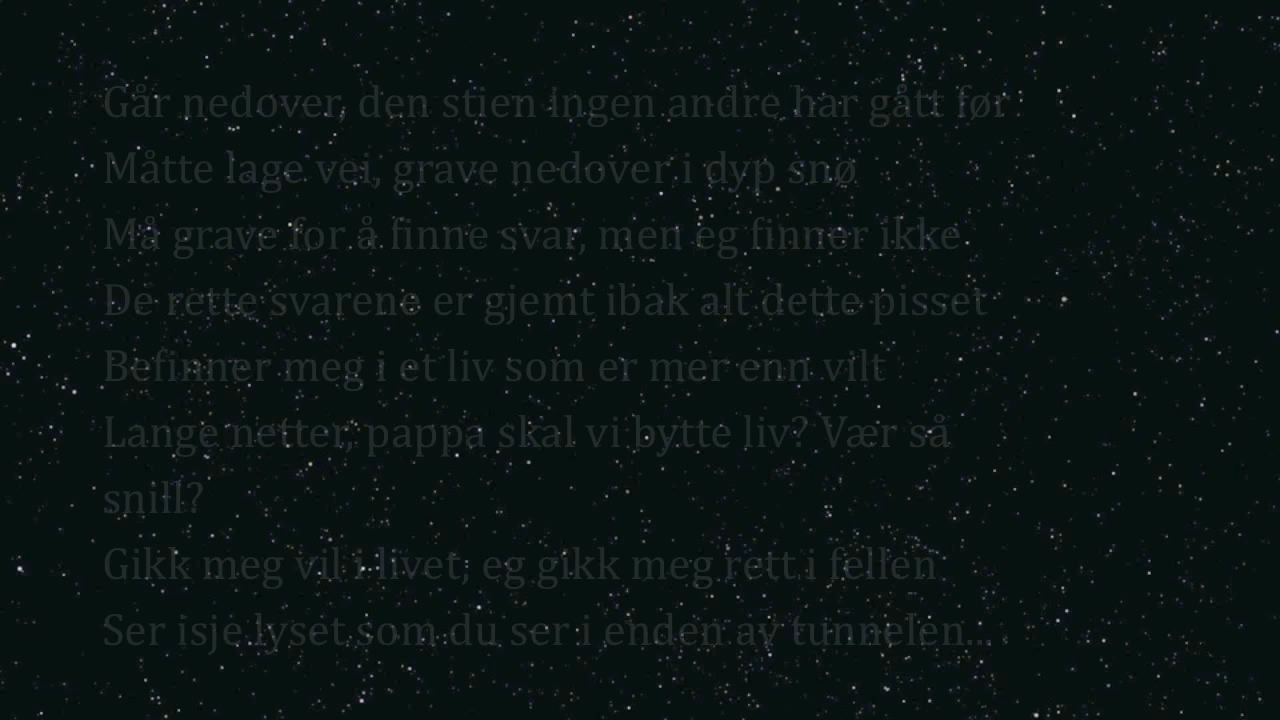 Går nedover, den stien ingen andre har gått før
Måtte lage vei, grave nedover i dyp snø
Må grave for å finne svar, men eg finner ikke
De rette svarene er gjemt ibak alt dette pisset
Befinner meg i et liv som er mer enn vilt
Lange netter, pappa skal vi bytte liv? Vær så
snill?
Gikk meg vil i livet, eg gikk meg rett i fellen
Ser isje lyset som du ser i enden av tunnelen...